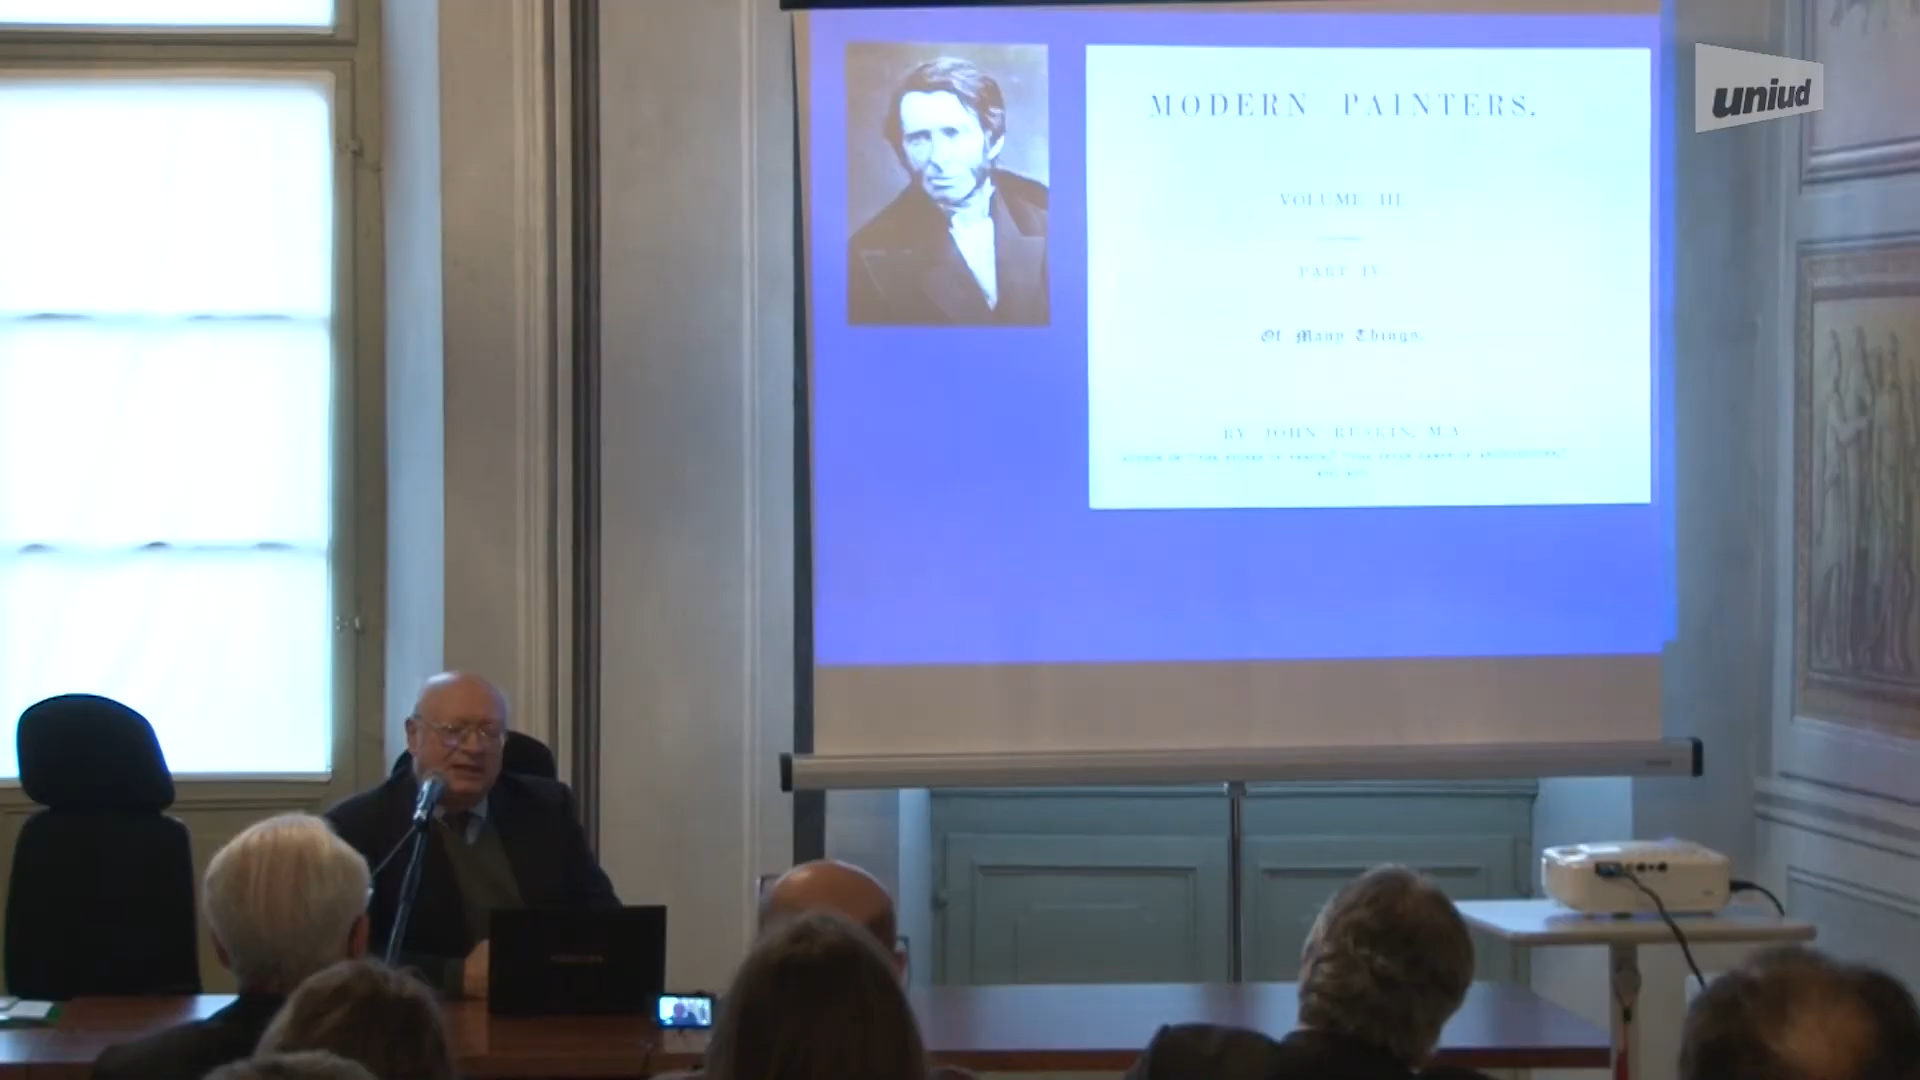 uniud
MODERN PAINTERS.
VOLUME III
PART IV.
Of Many Things.
BY JOHN RUSKIN, M.A.